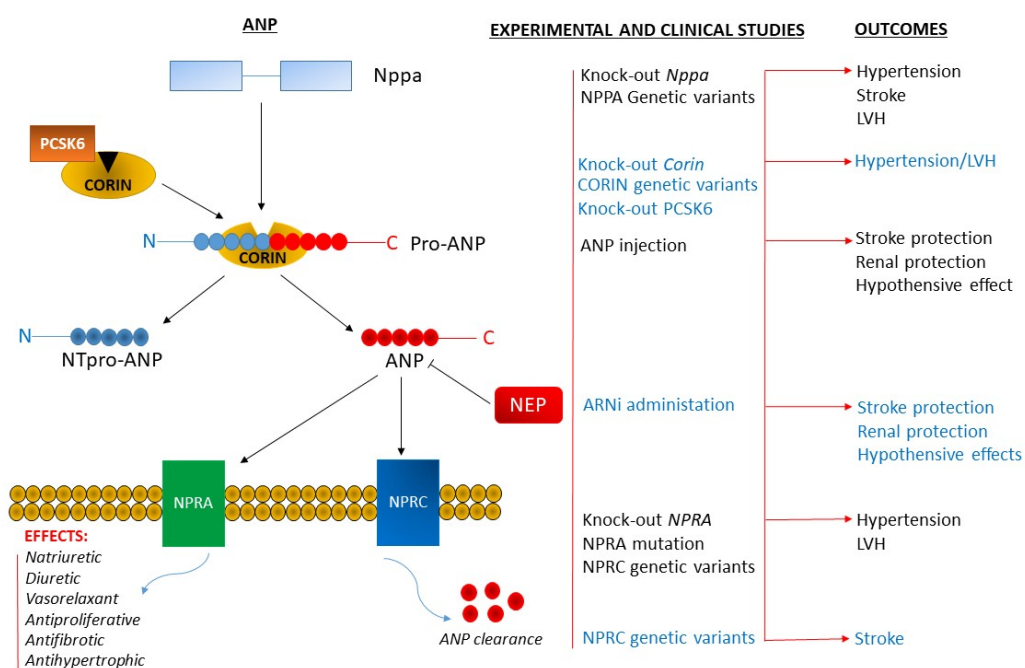 ANP
Nppa
PCSK6
CORIN
N
CORIN
C
Pro-ANP
N
NTpro-ANP
C
ANP
NEP
NPRA
NPRC
EFFECTS:
Natriuretic
Diuretic
Vasorelaxant
Antiproliferative
Antifibrotic
Antihypertrophic
ANP clearance
EXPERIMENTAL AND CLINICAL STUDIES
OUTCOMES
Knock-out Nppa
NPPA Genetic variants
Hypertension
Stroke
LVH
Knock-out Corin
CORIN genetic variants
Knock-out PCSK6
Hypertension/LVH
ANP injection
Stroke protection
Renal protection
Hypothensive effect
ARNi administation
Stroke protection
Renal protection
Hypothensive effects
Knock-out NPRA
NPRA mutation
NPRC genetic variants
Hypertension
LVH
NPRC genetic variants
Stroke